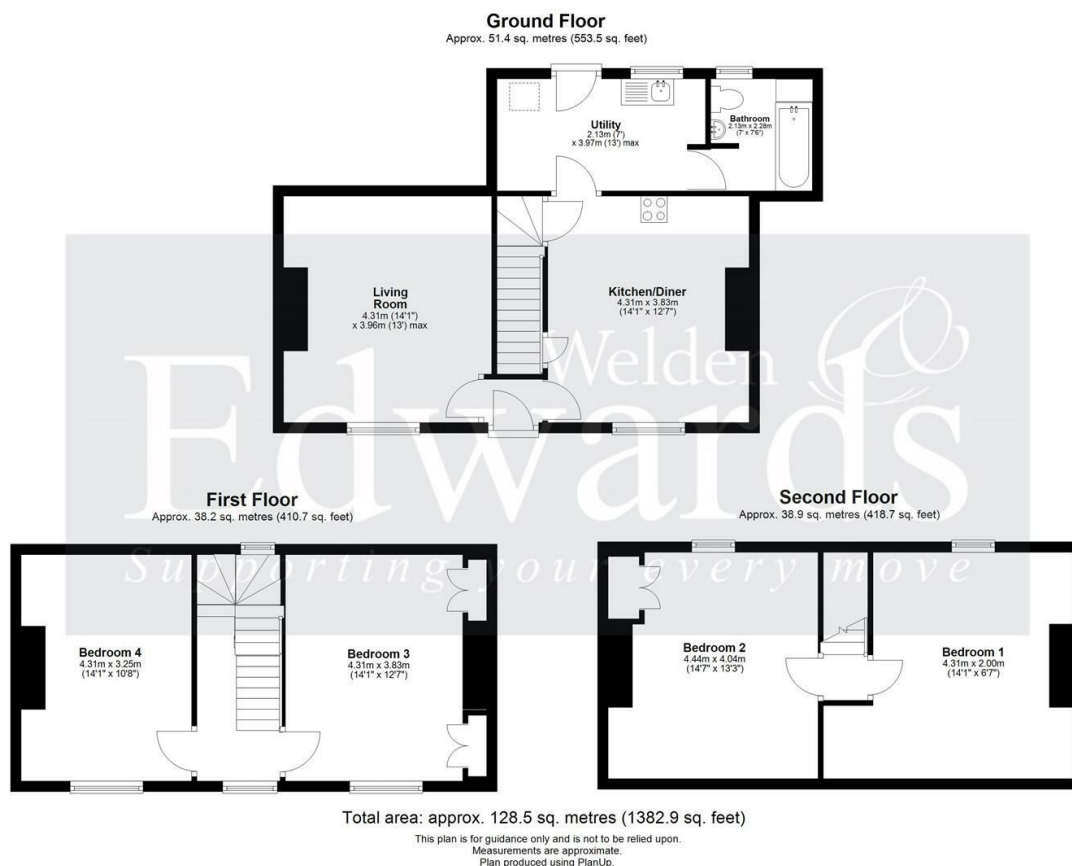 Ground Floor
Approx. 51.4 sq. metres (553.5 sq. feet)
Utility
2.13m (7')
x 3.97m (13') max
Bathroom
2.13m x 2.28m
(7' x 7'6")
Living
Room
4.31m (14'1")
x 3.96m (13') max
Kitchen/Diner
4.31m x 3.83m
(14'1" x 12'7")
Welden &
Edwards
Supporting your every move
First Floor
Approx. 38.2 sq. metres (410.7 sq. feet)
Bedroom 4
4.31m x 3.25m
(14'1" x 10'8")
Bedroom 3
4.31m x 3.83m
(14'1" x 12'7")
Second Floor
Approx. 38.9 sq. metres (418.7 sq. feet)
Bedroom 2
4.44m x 4.04m
(14'7" x 13'3")
Bedroom 1
4.31m x 2.00m
(14'1" x 6'7")
Total area: approx. 128.5 sq. metres (1382.9 sq. feet)
This plan is for guidance only and is not to be relied upon.
Measurements are approximate.
Plan produced using PlanUp.